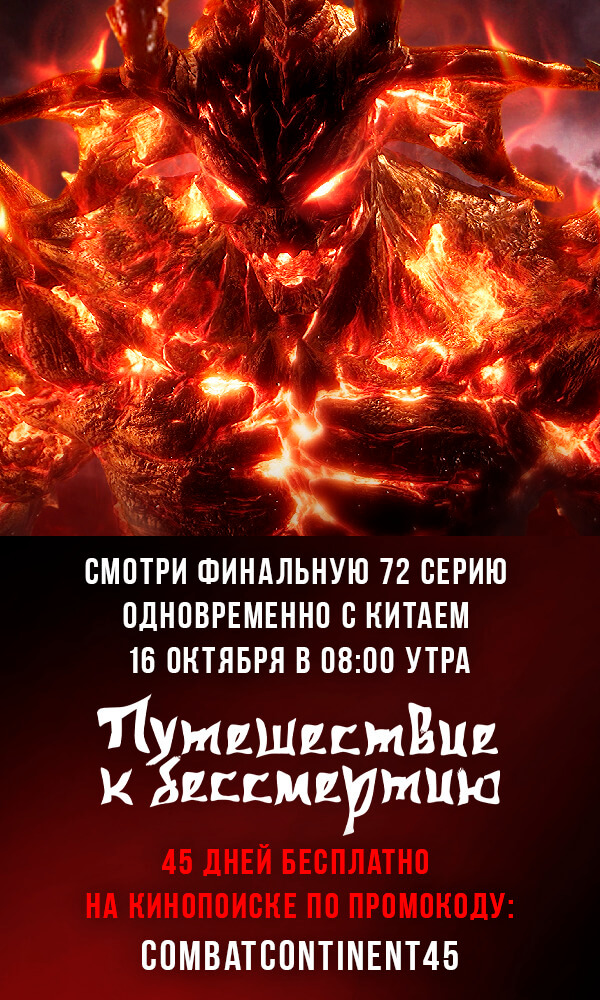 СМОТРИ ФИНАЛЬНУЮ 72 СЕРИЮ
ОДНОВРЕМЕННО С КИТАЕМ
16 ОКТЯБРЯ В 08:00 УТРА
Путешествие
к бессмертию
45 ДНЕЙ БЕСПЛАТНО
НА КИНОПОИСКЕ ПО ПРОМОКОДУ:
COMBATCONTINENT45